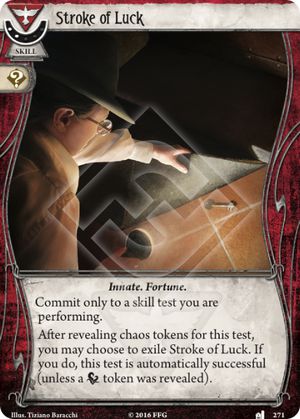 Stroke of Luck
SKILL
?
Innate. Fortune.
Commit only to a skill test you are
performing.
After revealing chaos tokens for this test,
you may choose to exile Stroke of Luck. If
you do, this test is automatically successful
(unless a token was revealed).
Illus. Tiziano Baracchi
© 2016 FFG
271